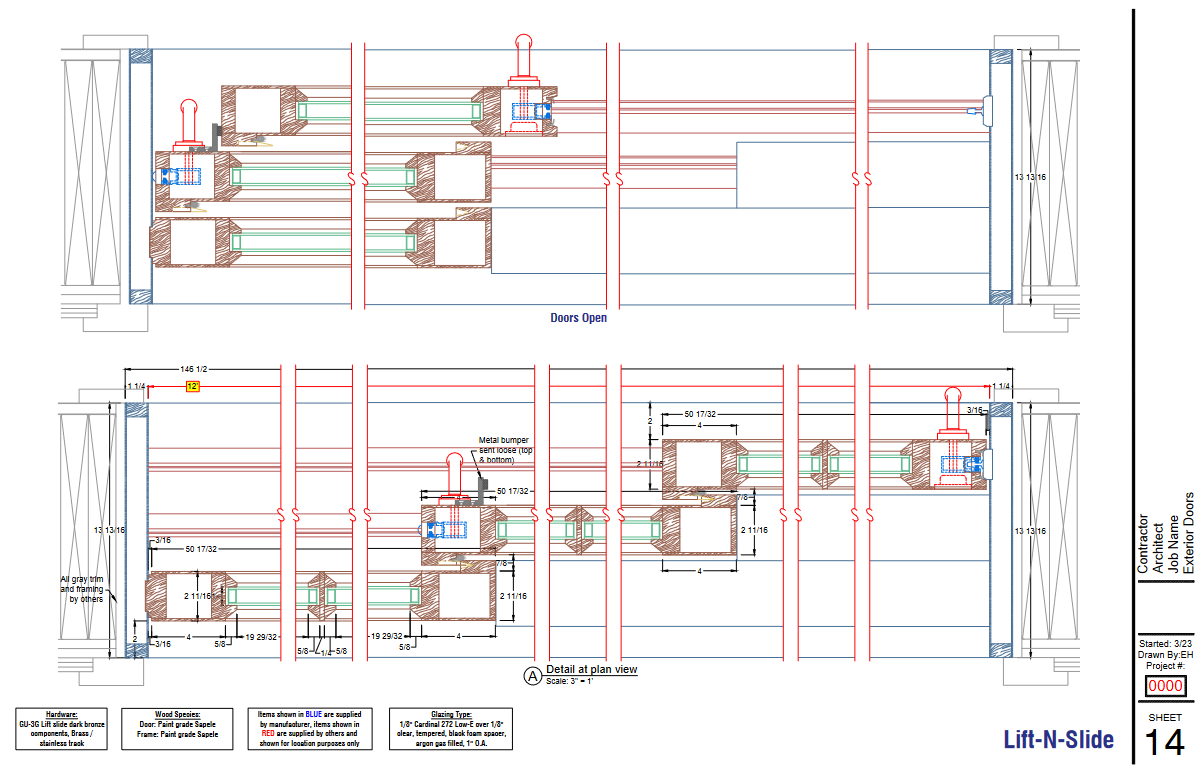 13 13/16
Doors Open
146 1/2
1 1/4
12'
1 1/4
50 17/32
3/16
4
2
Metal bumper
sent loose (top
& bottom)
2 11/16
50 17/32
4
7/8
13 13/16
13 13/16
2 11/16
3/16
50 17/32
7/8
4
All gray trim
and framing
by others
2 11/16
2 11/16
2
3/16
4
5/8
19 29/32
5/8
1/4
5/8
19 29/32
5/8
4
A
Detail at plan view
Scale: 3" = 1'
Hardware:
GU-3G Lift slide dark bronze
components, Brass /
stainless track
Wood Species:
Door: Paint grade Sapele
Frame: Paint grade Sapele
Items shown in BLUE are supplied
by manufacturer, items shown in
RED are supplied by others and
shown for location purposes only
Glazing Type:
1/8" Cardinal 272 Low-E over 1/8"
clear, tempered, black foam spacer,
argon gas filled, 1" O.A.
Lift-N-Slide
Contractor
Architect
Job Name
Exterior Doors
Started: 3/23
Drawn By:EH
Project #:
0000
SHEET
14